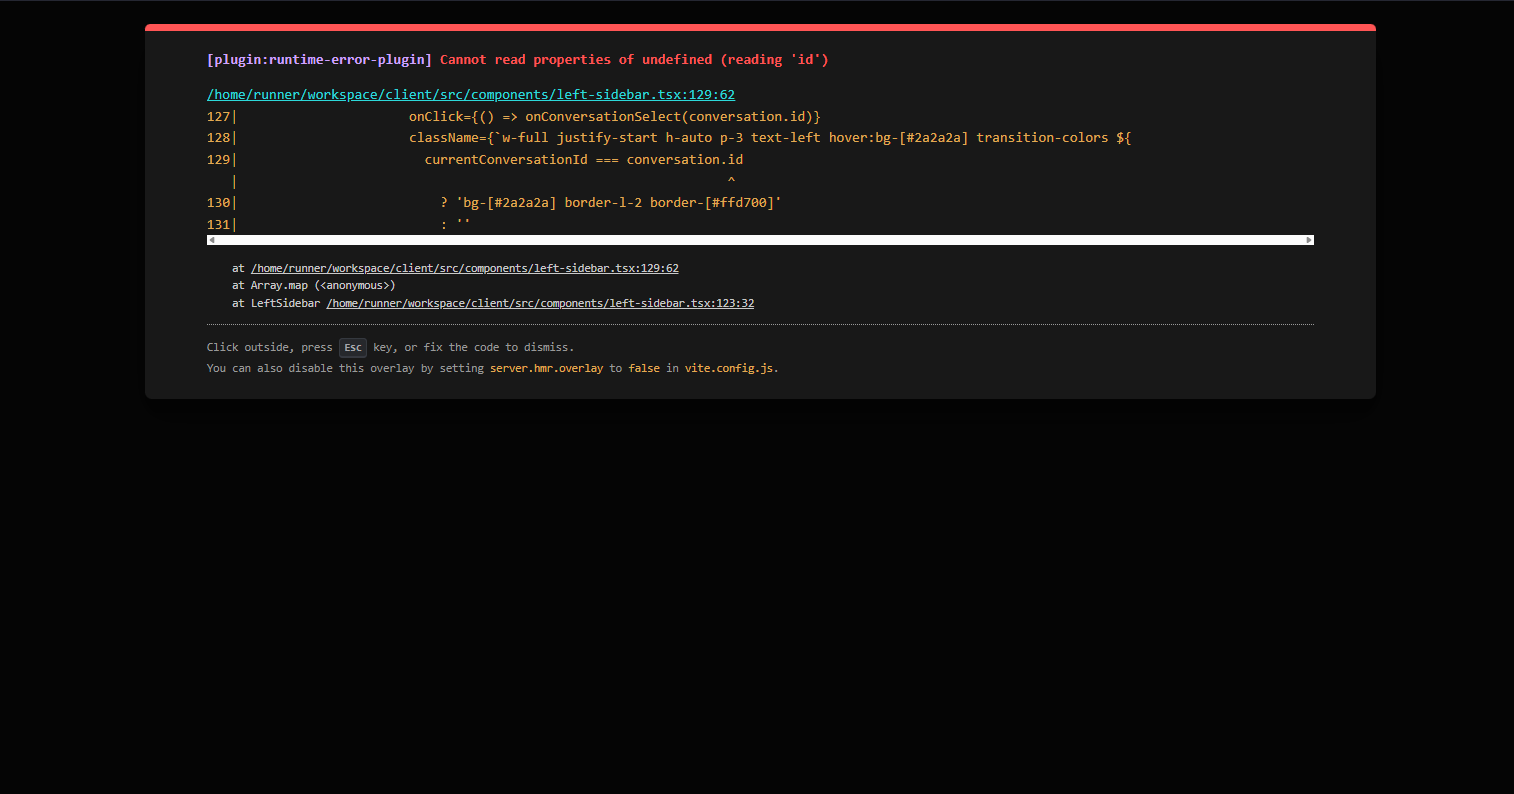 [plugin:runtime-error-plugin] Cannot read properties of undefined (reading 'id')
/home/runner/workspace/client/src/components/left-sidebar.tsx:129:62
127|                      onClick={() => onConversationSelect(conversation.id)}
128|                      className={`w-full justify-start h-auto p-3 text-left hover:bg-[#2a2a2a] transition-colors ${
129|                        currentConversationId === conversation.id
   |                                                               ^
130|                          ? 'bg-[#2a2a2a] border-l-2 border-[#ffd700]'
131|                          : ''
at /home/runner/workspace/client/src/components/left-sidebar.tsx:129:62
at Array.map (<anonymous>)
at LeftSidebar /home/runner/workspace/client/src/components/left-sidebar.tsx:123:32
Click outside, press Esc key, or fix the code to dismiss.
You can also disable this overlay by setting server.hmr.overlay to false in vite.config.js.